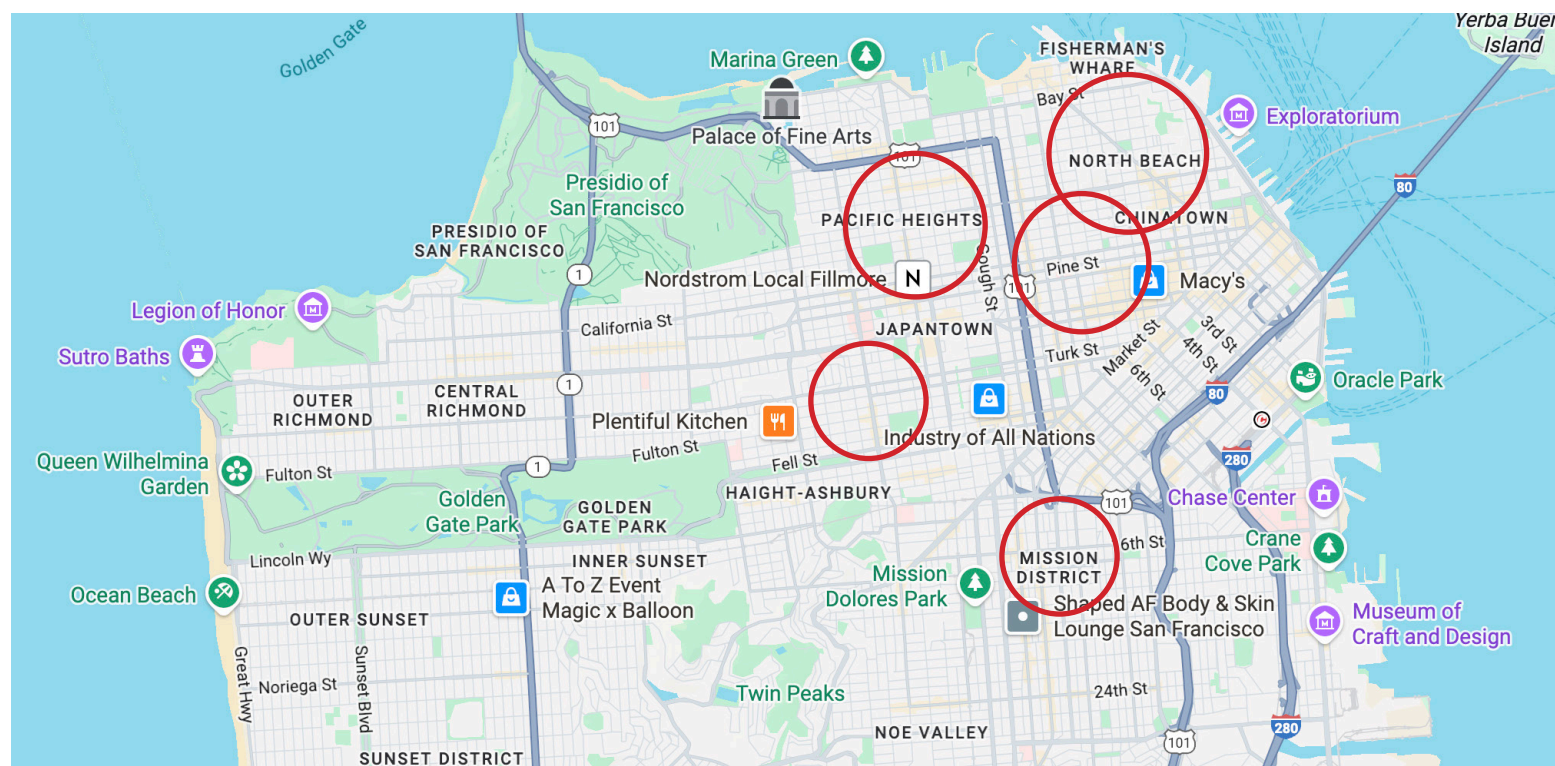 Yerba Buen
Island
Golden Gate
Marina Green
FISHERMAN'S
WHARF
Bay St
101
Palace of Fine Arts
Exploratorium
101
NORTH BEACH
80
Presidio of
San Francisco
PACIFIC HEIGHTS
CHINATOWN
PRESIDIO OF
SAN FRANCISCO
Gough St
Pine St
1
Nordstrom Local Fillmore
N
101
Macy's
Legion of Honor
California St
JAPANTOWN
3rd St
Market St
4th St
Sutro Baths
Turk St
6th St
Oracle Park
1
80
CENTRAL
RICHMOND
OUTER
RICHMOND
Plentiful Kitchen
Industry of All Nations
Fulton St
Fell St
280
Queen Wilhelmina
Garden
Fulton St
1
HAIGHT-ASHBURY
Golden
Gate Park
GOLDEN
GATE PARK
101
Chase Center
Lincoln Wy
INNER SUNSET
MISSION
DISTRICT
6th St
Crane
Cove Park
Mission
Dolores Park
Ocean Beach
A To Z Event
Magic x Balloon
Shaped AF Body & Skin
Lounge San Francisco
OUTER SUNSET
Museum of
Craft and Design
Great Hwy
Sunset Blvd
Noriega St
Twin Peaks
24th St
NOE VALLEY
280
101
SUNSET DISTRICT